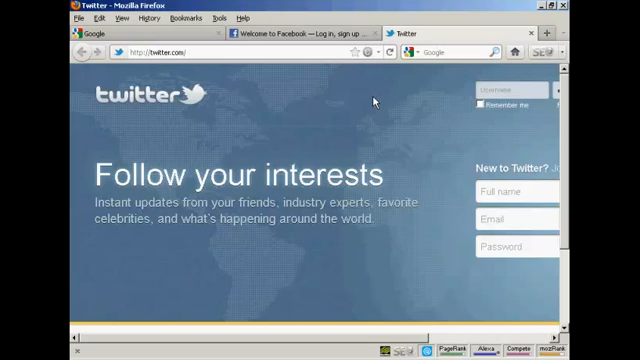 Twitter - Mozilla Firefox
File Edit View History Bookmarks Tools Help
Google
Welcome to Facebook — Log in, sign up ...
Twitter
http://twitter.com/
Google
SEO
twitter
Username
Remember me
Follow your interests
Instant updates from your friends, industry experts, favorite
celebrities, and what's happening around the world.
New to Twitter?
Full name
Email
Password
PageRank
Alexa
Compete
mozRank